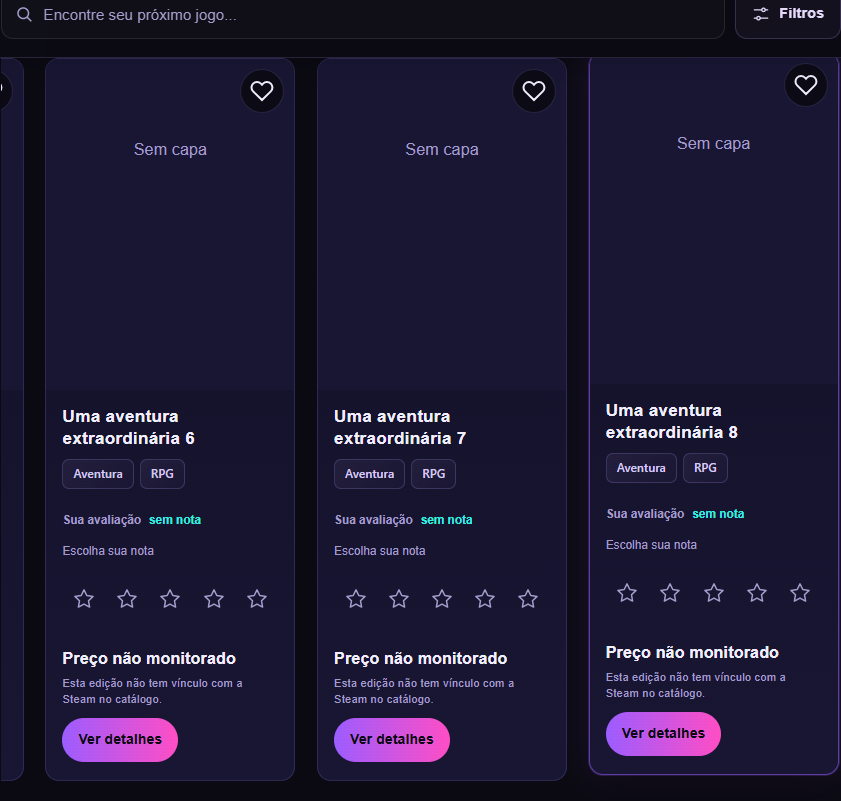 Encontre seu próximo jogo...
Filtros
Sem capa
Uma aventura
extraordinária 6
Aventura
RPG
Sua avaliação sem nota
Escolha sua nota
Preço não monitorado
Esta edição não tem vínculo com a
Steam no catálogo.
Ver detalhes
Sem capa
Uma aventura
extraordinária 7
Aventura
RPG
Sua avaliação sem nota
Escolha sua nota
Preço não monitorado
Esta edição não tem vínculo com a
Steam no catálogo.
Ver detalhes
Sem capa
Uma aventura
extraordinária 8
Aventura
RPG
Sua avaliação sem nota
Escolha sua nota
Preço não monitorado
Esta edição não tem vínculo com a
Steam no catálogo.
Ver detalhes